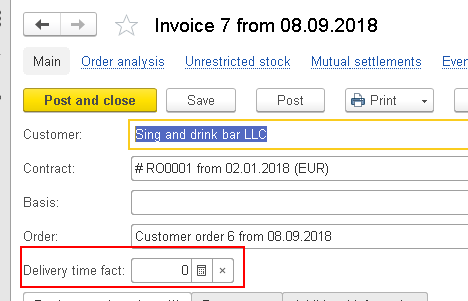 Invoice 7 from 08.09.2018
Main Order analysis Unrestricted stock Mutual settlements Even
Post and close Save Post Print
Customer: Sing and drink bar LLC
Contract: # RO0001 from 02.01.2018 (EUR)
Basis:
Order: Customer order 6 from 08.09.2018
Delivery time fact: 0